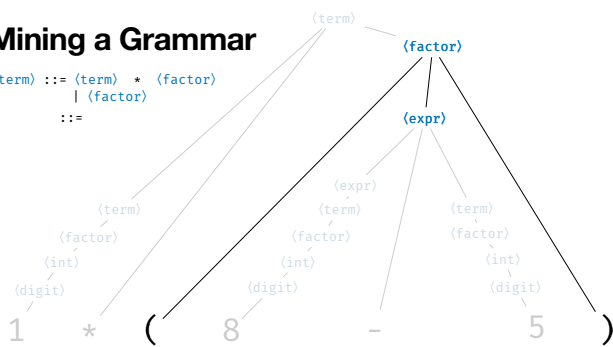 Mining a Grammar
term⟩ ::= ⟨term⟩ * ⟨factor⟩
| ⟨factor⟩
::=
⟨term⟩
⟨factor⟩
⟨expr⟩
⟨expr⟩
⟨term⟩ ⟨term⟩ ⟨term⟩
⟨factor⟩ ⟨factor⟩ ⟨factor⟩
⟨int⟩ ⟨int⟩ ⟨int⟩
⟨digit⟩ ⟨digit⟩ ⟨digit⟩
1 * ( 8 - 5 )